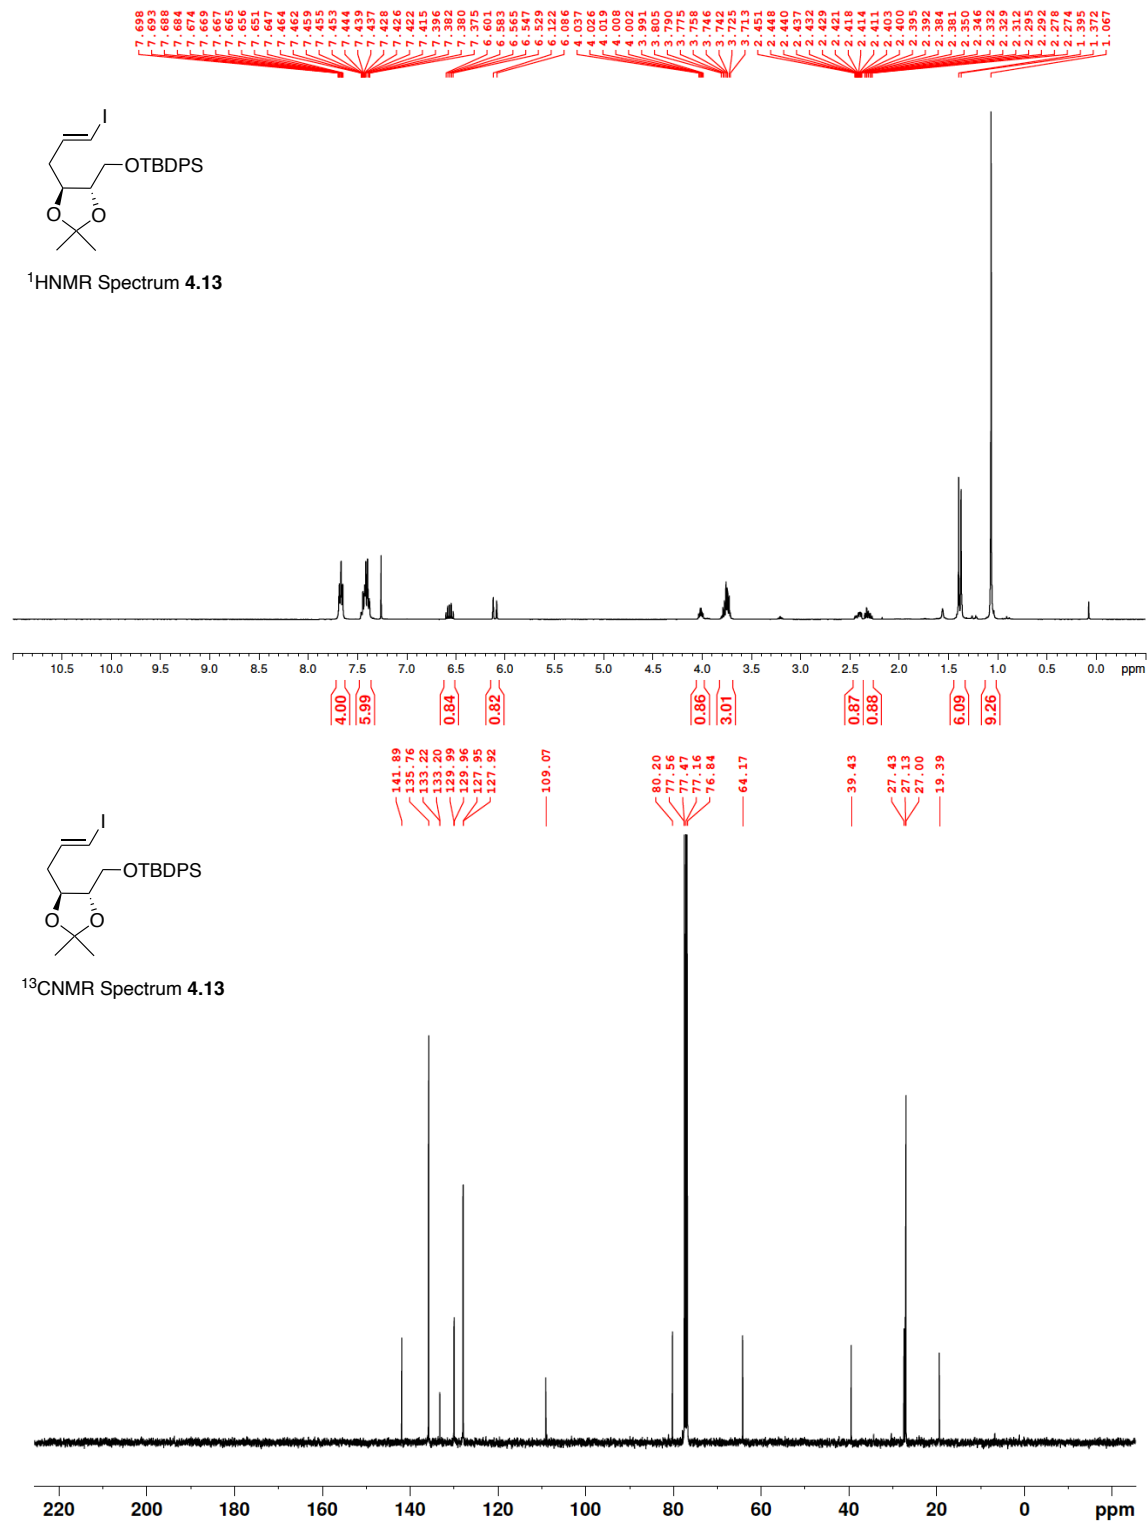 7.698 7.693 7.688 7.684 7.674 7.669 7.667 7.665 7.656 7.651 7.647 7.464 7.462 7.459 7.455 7.453 7.444 7.439 7.437 7.428 7.426 7.422 7.415 7.396 7.382 7.380 7.375 6.601 6.583 6.565 6.547 6.529 6.122 6.086 4.037 4.026 4.019 4.008 4.002 3.991 3.805 3.790 3.775 3.758 3.746 3.742 3.725 3.713 2.451 2.448 2.440 2.437 2.432 2.429 2.421 2.418 2.414 2.411 2.403 2.400 2.395 2.392 2.384 2.381 2.350 2.346 2.332 2.329 2.312 2.295 2.292 2.278 2.274 1.395 1.372 1.067
I
OTBDPS
O O
¹HNMR Spectrum 4.13
10.5 10.0 9.5 9.0 8.5 8.0 7.5 7.0 6.5 6.0 5.5 5.0 4.5 4.0 3.5 3.0 2.5 2.0 1.5 1.0 0.5 0.0 ppm
4.00 5.99 0.84 0.82 0.86 3.01 0.87 0.88 6.09 9.26
141.89 135.76 133.22 133.20 129.99 129.96 127.95 127.92 109.07 80.20 77.56 77.47 77.16 76.84 64.17 39.43 27.43 27.13 27.00 19.39
I
OTBDPS
O O
¹³CNMR Spectrum 4.13
220 200 180 160 140 120 100 80 60 40 20 0 ppm